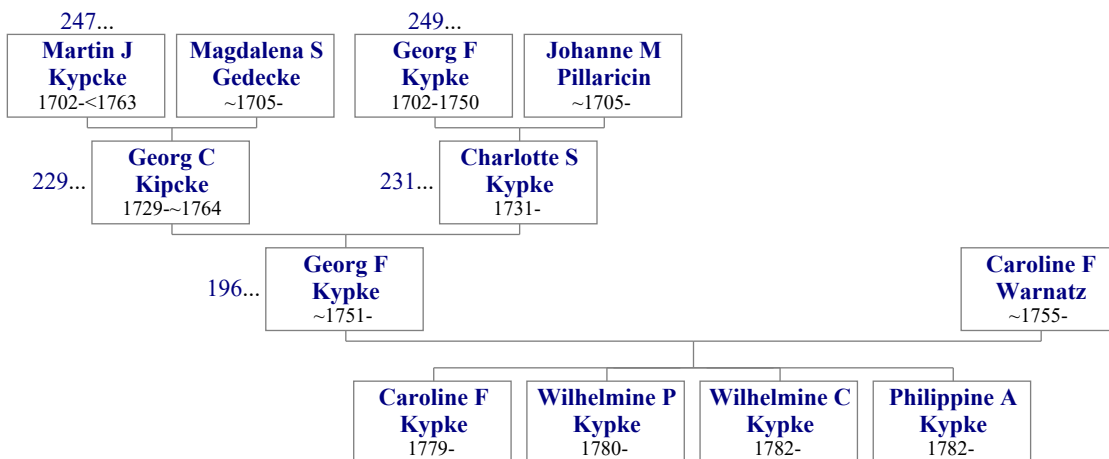 247...
Martin J
Kypcke
1702-<1763
Magdalena S
Gedecke
~1705-
249...
Georg F
Kypke
1702-1750
Johanne M
Pillaricin
~1705-
229...
Georg C
Kipcke
1729-~1764
231...
Charlotte S
Kypke
1731-
196...
Georg F
Kypke
~1751-
Caroline F
Warnatz
~1755-
Caroline F
Kypke
1779-
Wilhelmine P
Kypke
1780-
Wilhelmine C
Kypke
1782-
Philippine A
Kypke
1782-